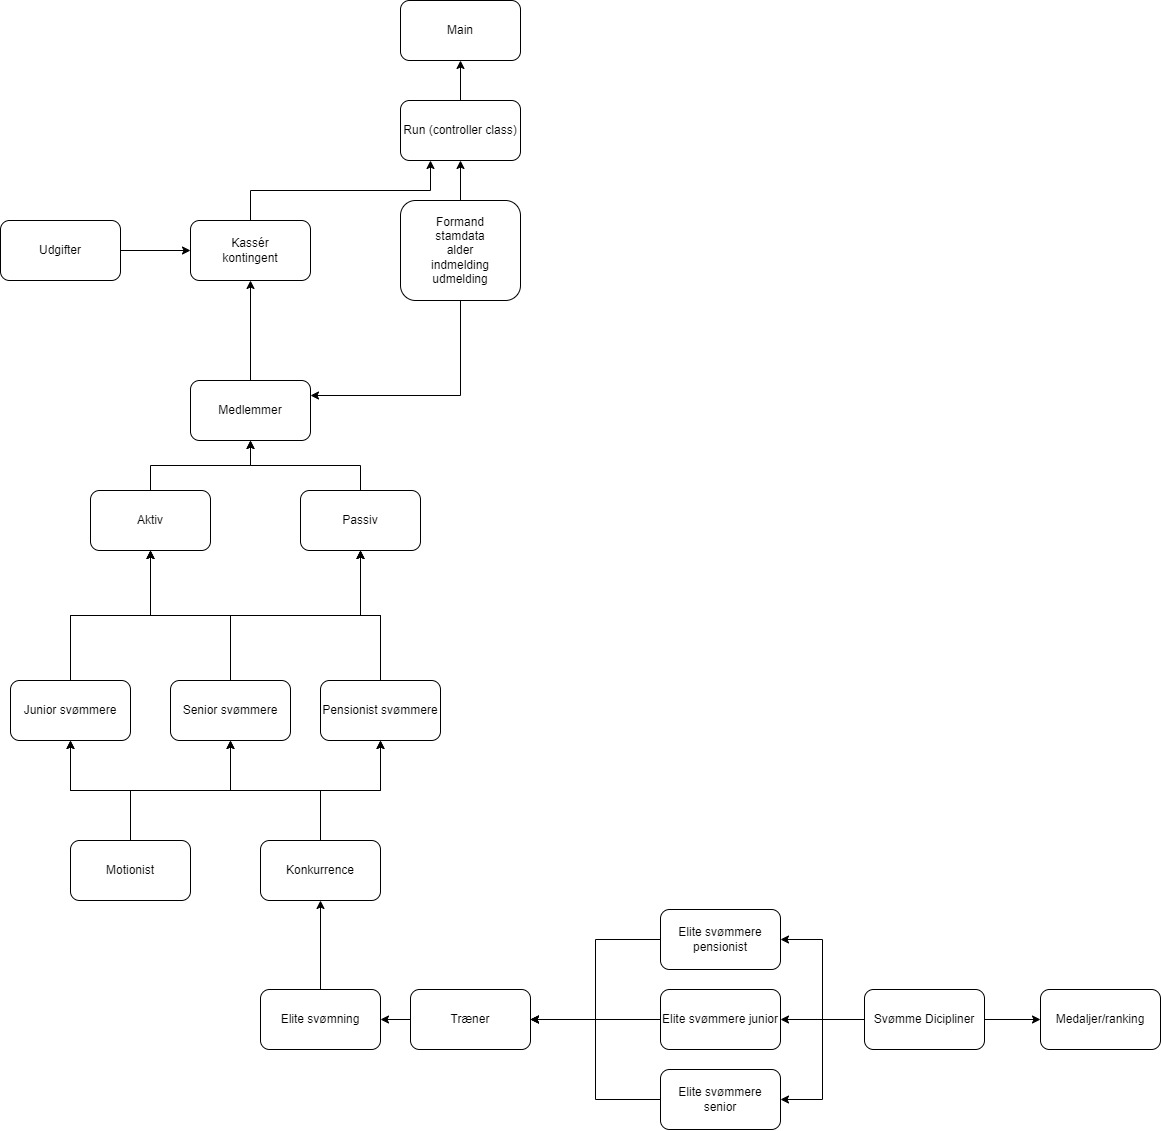 Main
Run (controller class)
Udgifter
Kassér
kontingent
Formand
stamdata
alder
indmelding
udmelding
Medlemmer
Aktiv
Passiv
Junior svømmere
Senior svømmere
Pensionist svømmere
Motionist
Konkurrence
Elite svømmere
pensionist
Elite svømning
Træner
Elite svømmere junior
Svømme Dicipliner
Medaljer/ranking
Elite svømmere
senior